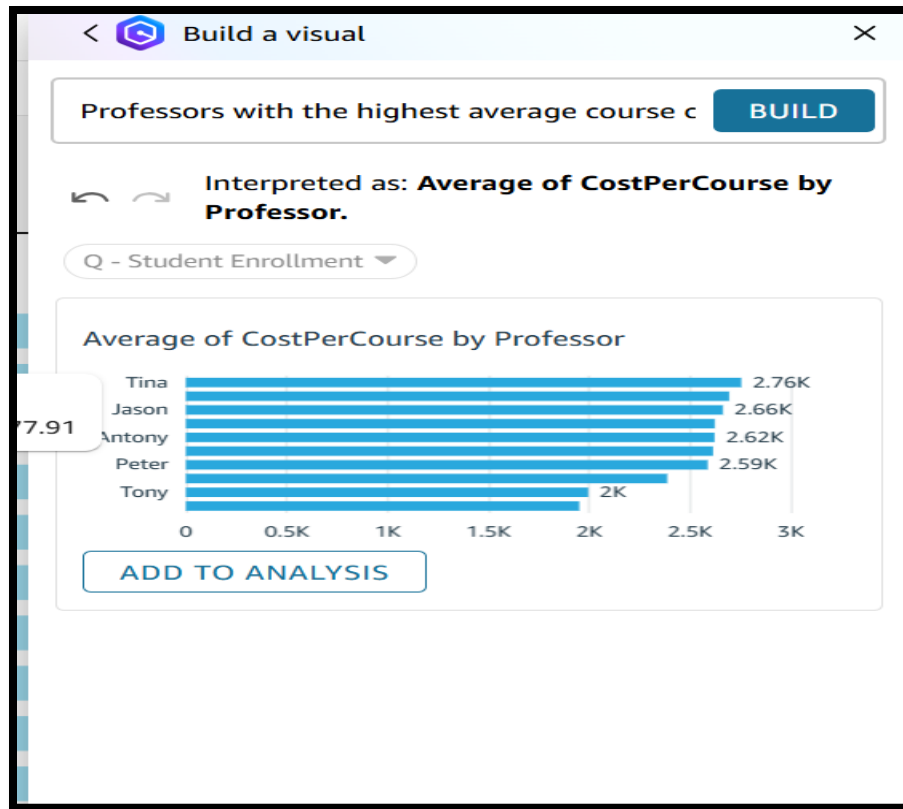 Build a visual
Professors with the highest average course c
BUILD
Interpreted as: Average of CostPerCourse by
Professor.
Q - Student Enrollment
Average of CostPerCourse by Professor
Tina 2.76K
Jason 2.66K
77.91
Antony 2.62K
Peter 2.59K
Tony 2K
0 0.5K 1K 1.5K 2K 2.5K 3K
ADD TO ANALYSIS